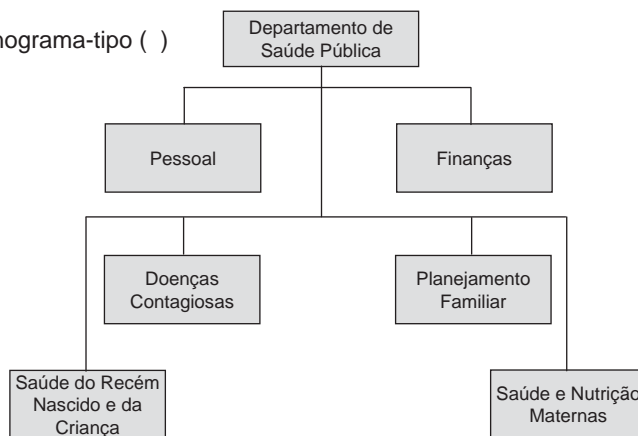 nograma-tipo ( )
Departamento de
Saúde Pública
Pessoal
Finanças
Doenças
Contagiosas
Planejamento
Familiar
Saúde do Recém
Nascido e da
Criança
Saúde e Nutrição
Maternas